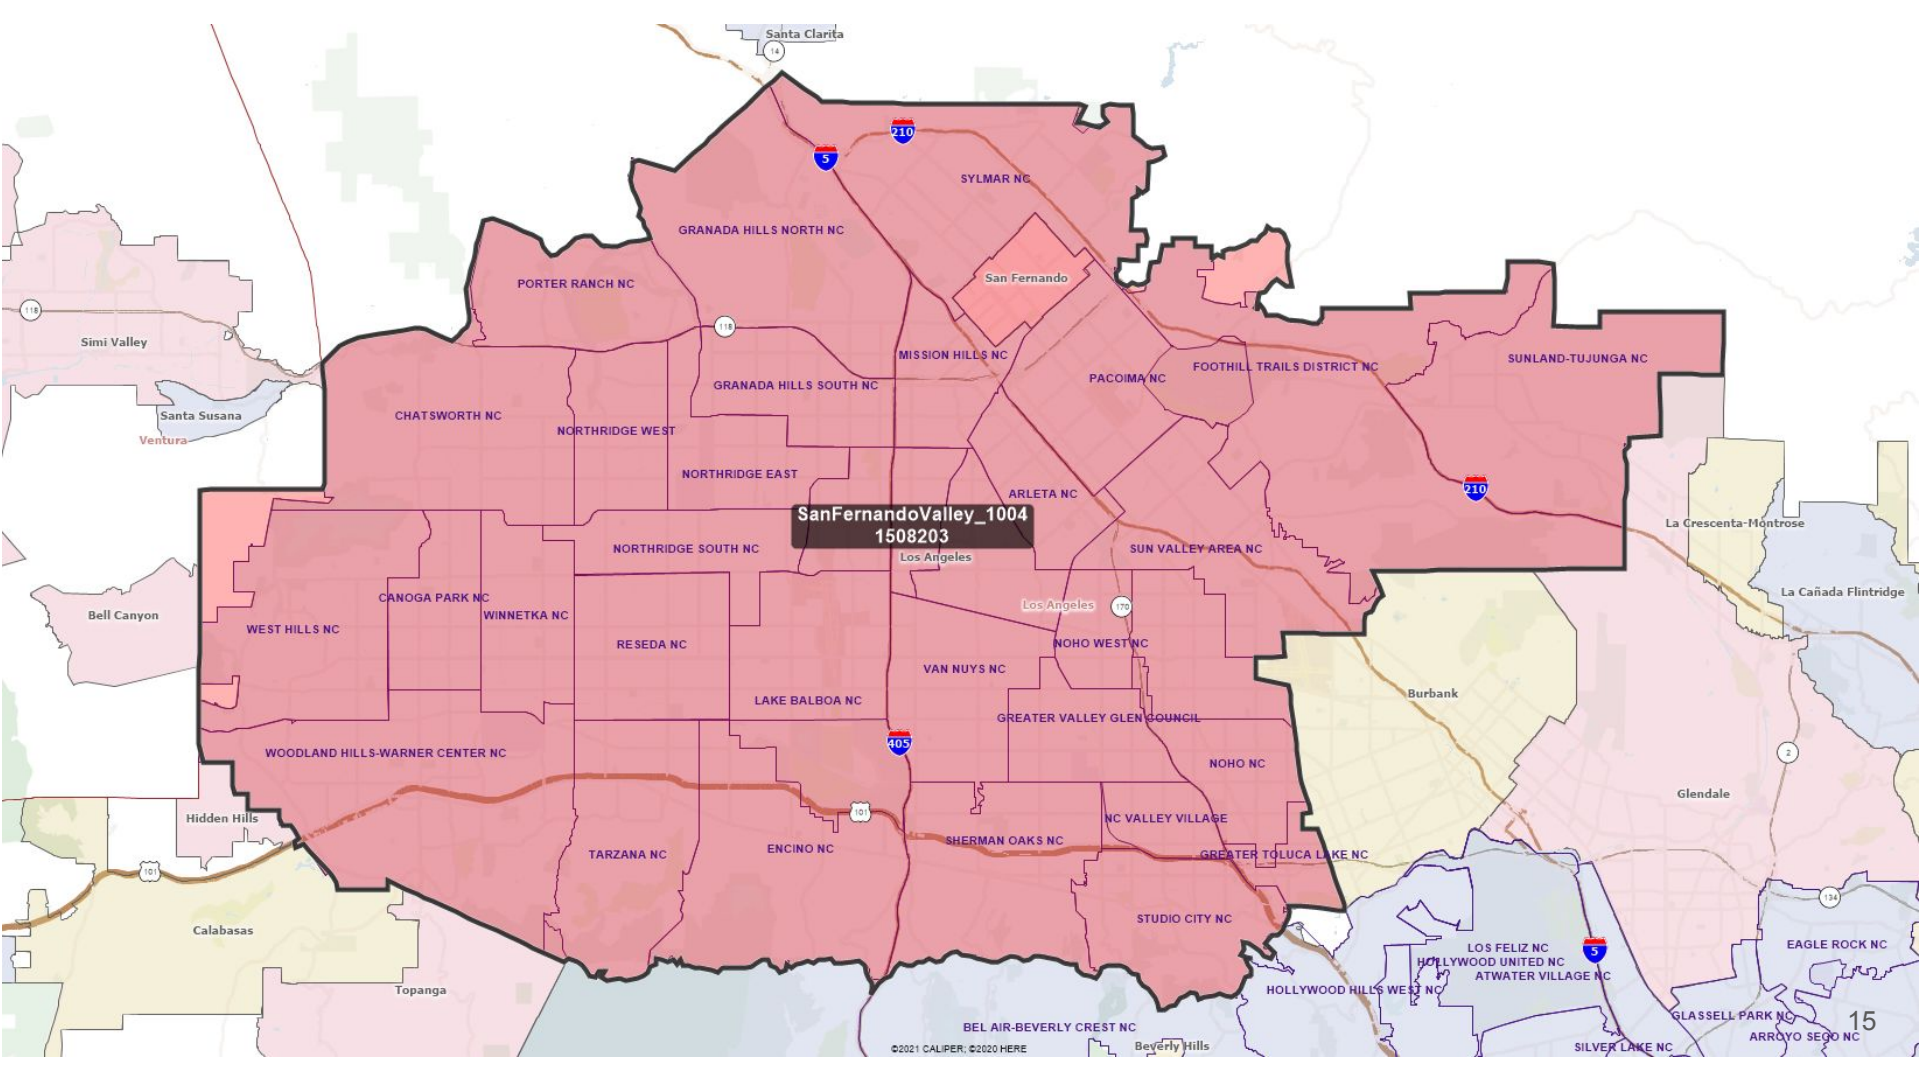 Santa Clarita
14
210
5
SYLMAR NC
GRANADA HILLS NORTH NC
San Fernando
PORTER RANCH NC
118
118
Simi Valley
MISSION HILLS NC
SUNLAND-TUJUNGA NC
FOOTHILL TRAILS DISTRICT NC
PACOIMA NC
GRANADA HILLS SOUTH NC
Santa Susana
CHATSWORTH NC
Ventura
NORTHRIDGE WEST
NORTHRIDGE EAST
210
ARLETA NC
SanFernandoValley_1004
1508203
La Crescenta-Montrose
NORTHRIDGE SOUTH NC
Los Angeles
SUN VALLEY AREA NC
La Cañada Flintridge
CANOGA PARK NC
Los Angeles
170
Bell Canyon
WINNETKA NC
WEST HILLS NC
RESEDA NC
NOHO WEST NC
VAN NUYS NC
Burbank
LAKE BALBOA NC
GREATER VALLEY GLEN COUNCIL
405
WOODLAND HILLS-WARNER CENTER NC
2
NOHO NC
Glendale
101
Hidden Hills
NC VALLEY VILLAGE
SHERMAN OAKS NC
ENCINO NC
TARZANA NC
GREATER TOLUCA LAKE NC
101
134
STUDIO CITY NC
Calabasas
EAGLE ROCK NC
LOS FELIZ NC
5
HOLLYWOOD UNITED NC
ATWATER VILLAGE NC
Topanga
HOLLYWOOD HILLS WEST NC
GLASSELL PARK NC
15
BEL AIR-BEVERLY CREST NC
ARROYO SECO NC
©2021 CALIPER; ©2020 HERE
Beverly Hills
SILVER LAKE NC